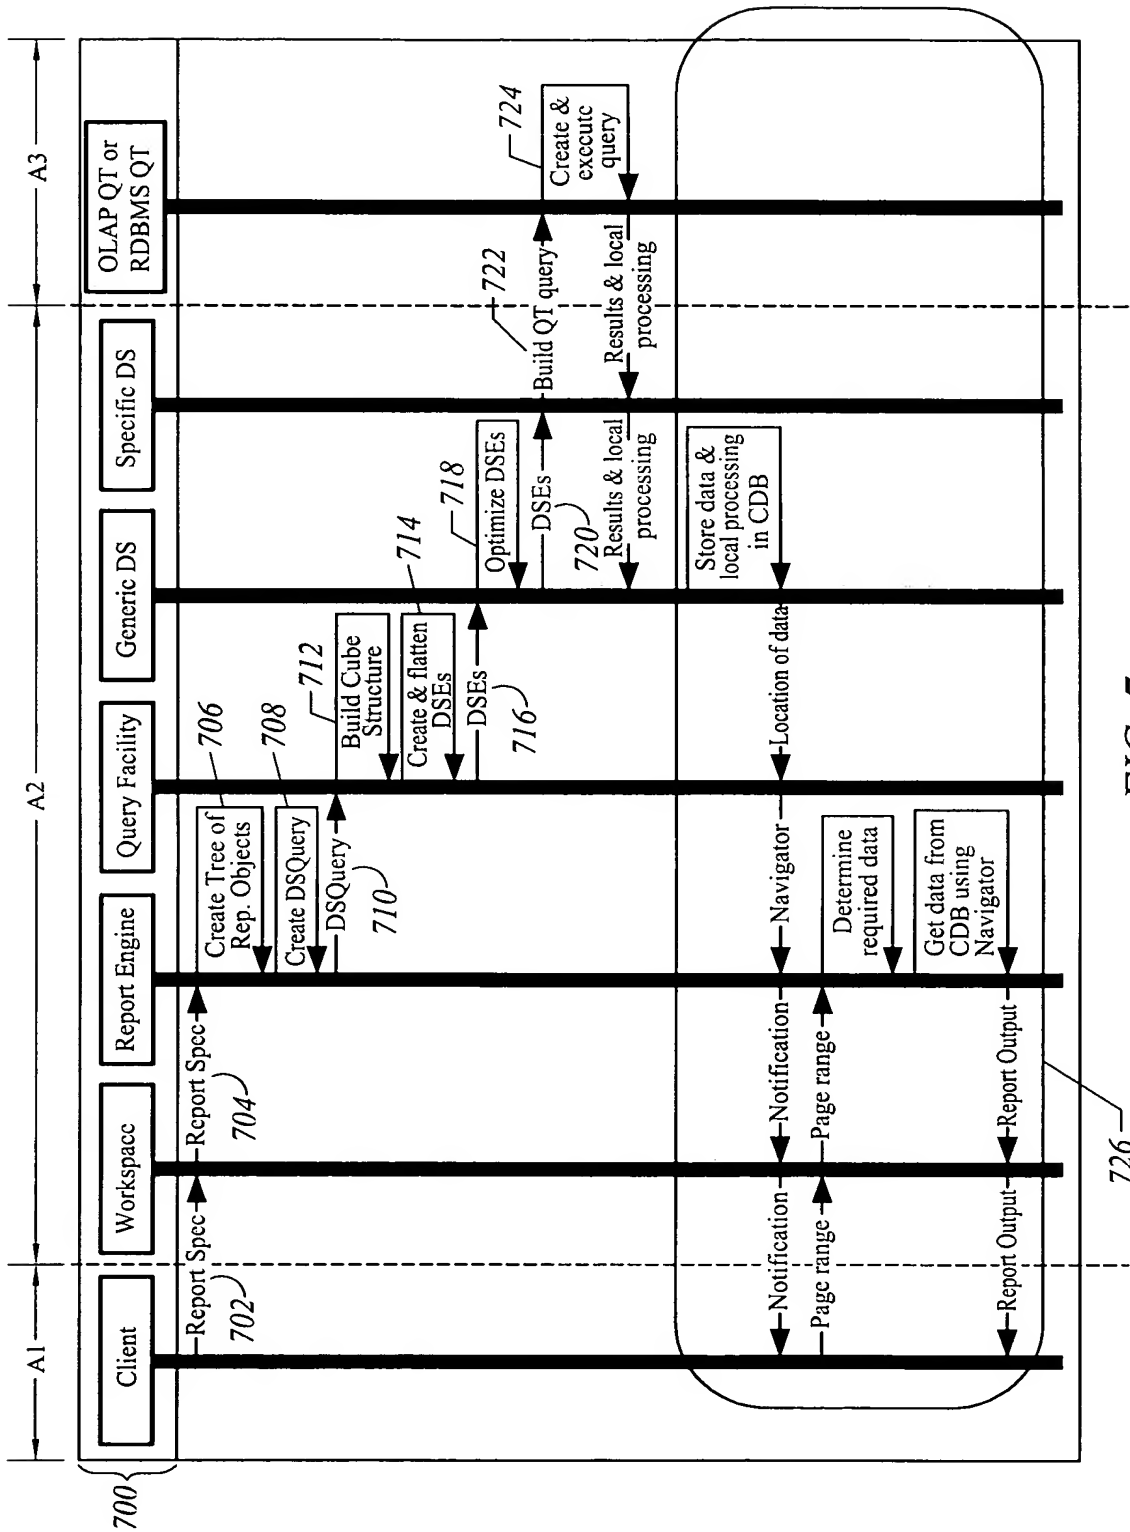 700
A1
A2
A3
Client
Workspace
Report Engine
Query Facility
Generic DS
Specific DS
OLAP QT or
RDBMS QT
Report Spec
702
Report Spec
704
Create Tree of
Rep. Objects
706
Create DSQuery
708
DSQuery
710
Build Cube
Structure
712
Create & flatten
DSEs
714
DSEs
716
Optimize DSEs
718
DSEs
720
Build QT query
722
Create &
execute
query
724
Results & local
processing
Results & local
processing
Store data &
local processing
in CDB
Location of data
Navigator
Notification
Notification
Page range
Page range
Determine
required data
Get data from
CDB using
Navigator
Report Output
Report Output
726